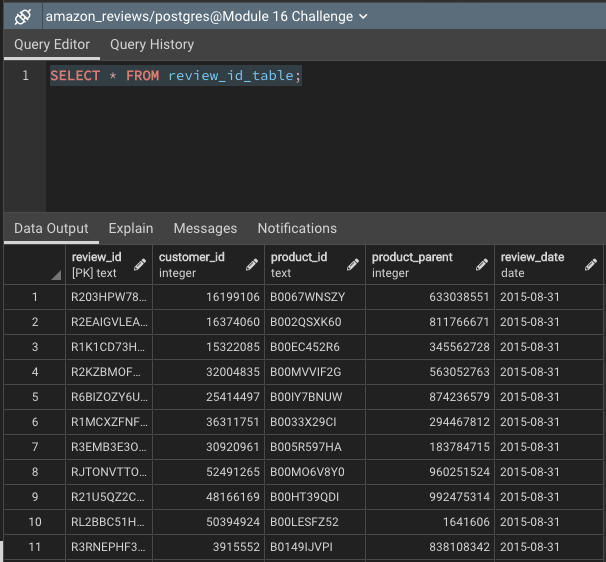 amazon_reviews/postgres@Module 16 Challenge
Query Editor Query History
1 SELECT * FROM review_id_table;
Data Output Explain Messages Notifications
review_id customer_id product_id product_parent review_date
[PK] text integer text integer date
1 R203HPW78... 16199106 B0067WNSZY 633038551 2015-08-31
2 R2EAIGVLEA... 16374060 B002QSXK60 811766671 2015-08-31
3 R1K1CD73H... 15322085 B00EC452R6 345562728 2015-08-31
4 R2KZBMOF... 32004835 B00MVVIF2G 563052763 2015-08-31
5 R6BIZOZY6U... 25414497 B00IY7BNUW 874236579 2015-08-31
6 R1MCXZFNF... 36311751 B0033X29CI 294467812 2015-08-31
7 R3EMB3E3O... 30920961 B005R597HA 183784715 2015-08-31
8 RJTONVTTO... 52491265 B00MO6V8Y0 960251524 2015-08-31
9 R21U5QZ2C... 48166169 B00HT39QDI 992475314 2015-08-31
10 RL2BBC51H... 50394924 B00LESFZ52 1641606 2015-08-31
11 R3RNEPHF3... 3915552 B0149IJVPI 838108342 2015-08-31